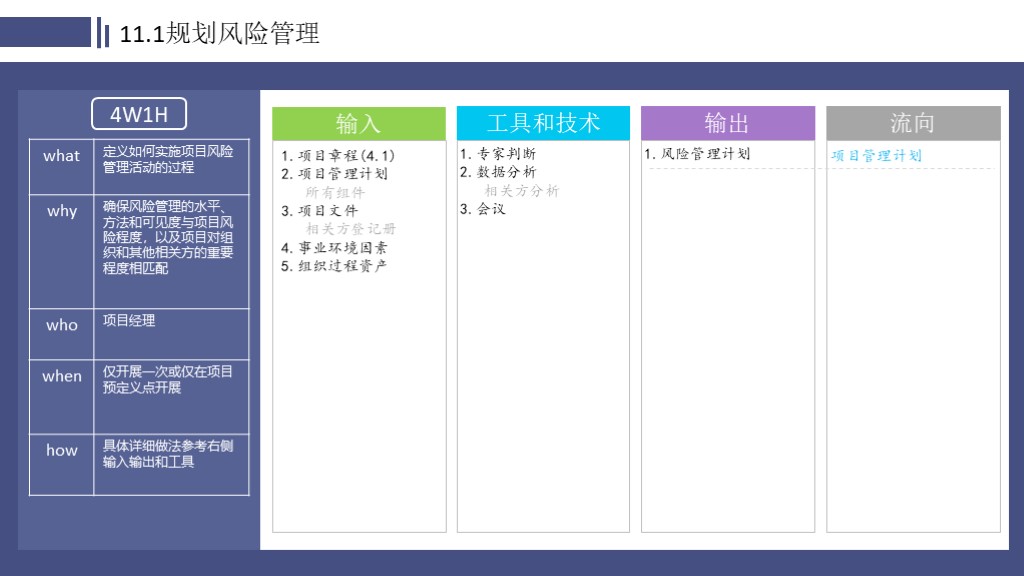 11.1规划风险管理
4W1H
what
定义如何实施项目风险
管理活动的过程
why
确保风险管理的水平、
方法和可见度与项目风
险程度，以及项目对组
织和其他相关方的重要
程度相匹配
who
项目经理
when
仅开展一次或仅在项目
预定义点开展
how
具体详细做法参考右侧
输入输出和工具
输入
1. 项目章程(4.1)
2. 项目管理计划
所有组件
3. 项目文件
相关方登记册
4. 事业环境因素
5. 组织过程资产
工具和技术
1. 专家判断
2. 数据分析
相关方分析
3. 会议
输出
1. 风险管理计划
流向
项目管理计划